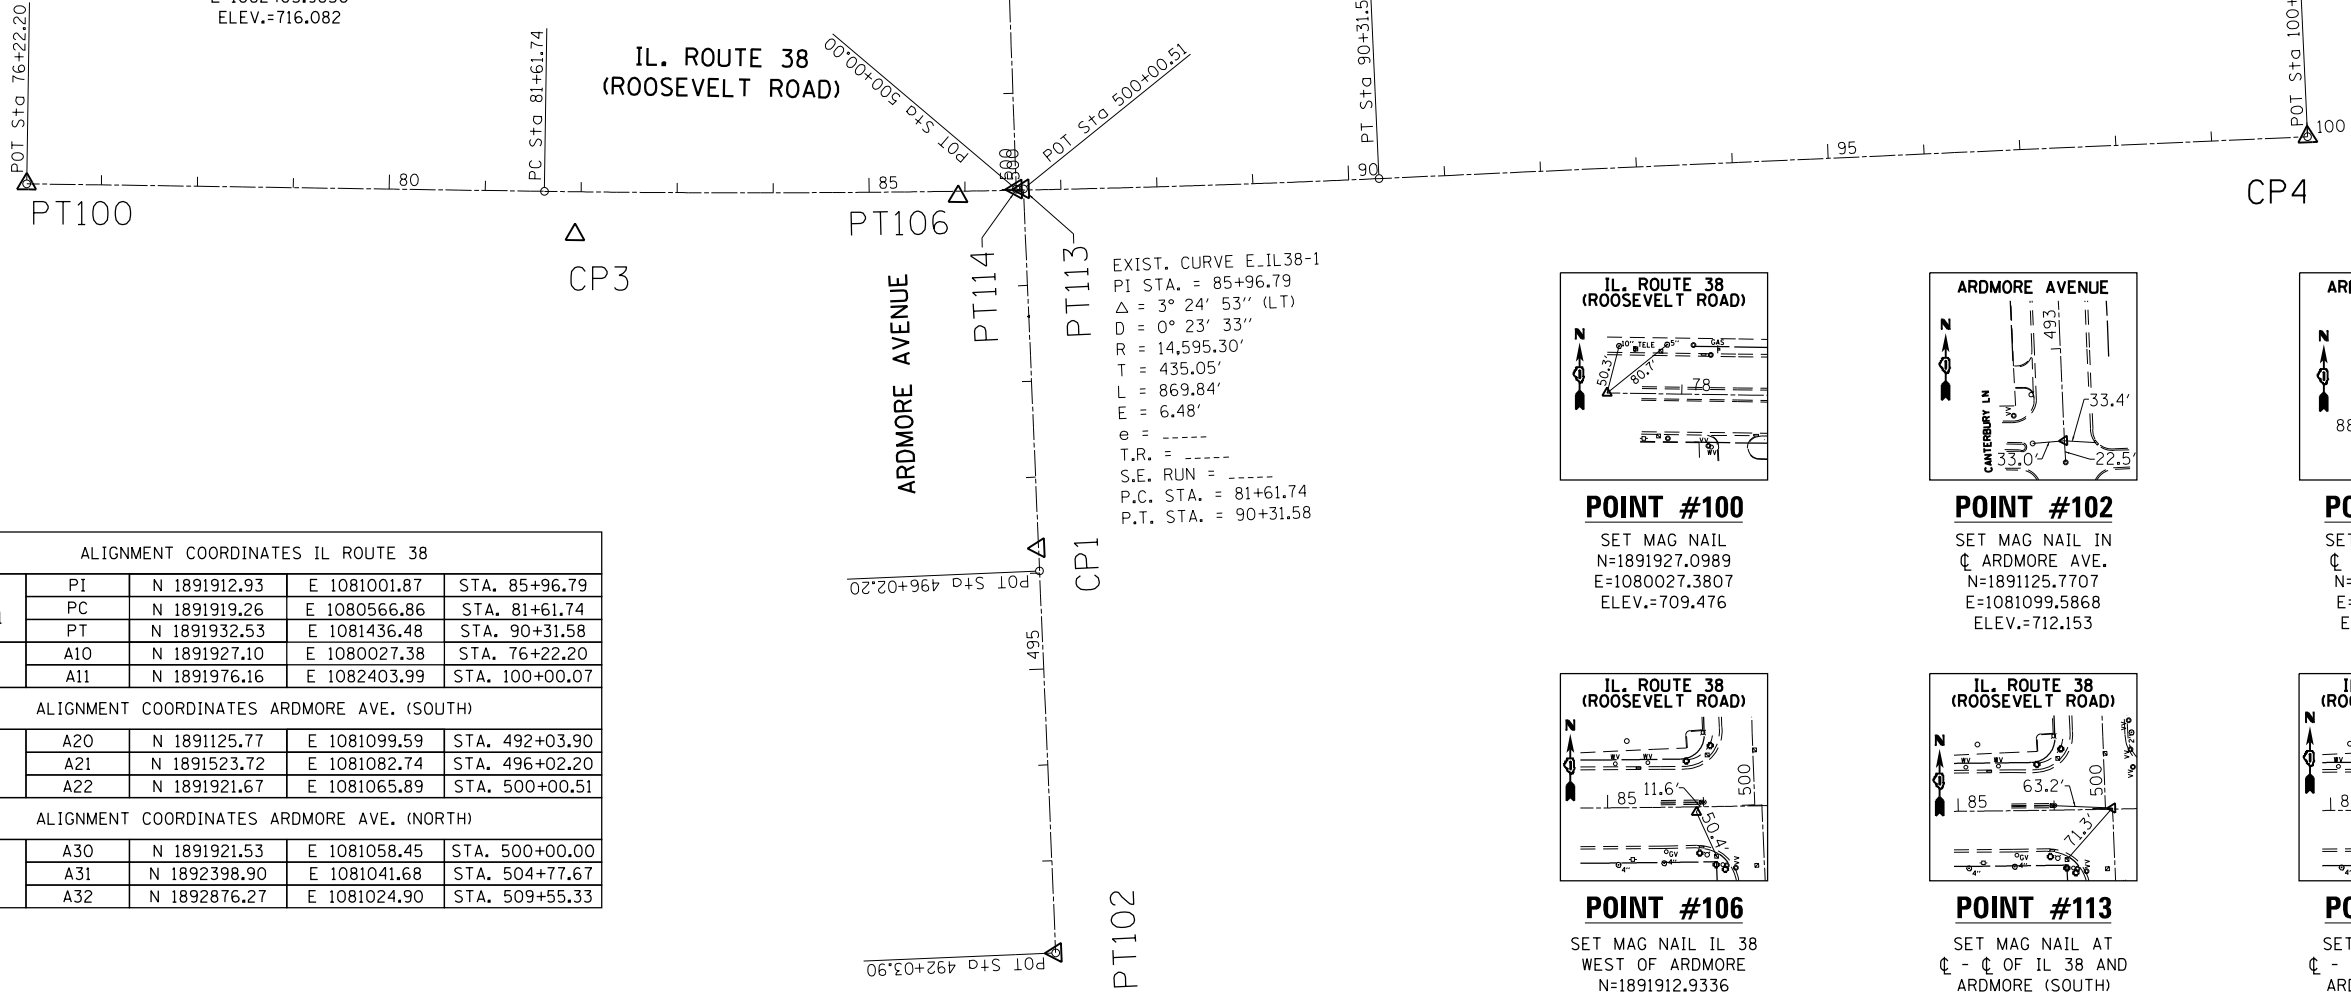 ELEV.=716.082
POT Sta 76+22.20
PC Sta 81+61.74
IL. ROUTE 38
(ROOSEVELT ROAD)
POT Sta 500+00.00
POT Sta 500+00.51
PT Sta 90+31.5
POT Sta 100+
80
85
500
90
95
100
PT100
CP3
PT106
PT114
PT113
CP4
ARDMORE AVENUE
EXIST. CURVE E_IL38-1
PI STA. = 85+96.79
Δ = 3° 24' 53'' (LT)
D = 0° 23' 33''
R = 14,595.30'
T = 435.05'
L = 869.84'
E = 6.48'
e = -----
T.R. = -----
S.E. RUN = -----
P.C. STA. = 81+61.74
P.T. STA. = 90+31.58
CP1
POT Sta 496+02.20
495
POT Sta 492+03.90
PT102
ALIGNMENT COORDINATES IL ROUTE 38
PI N 1891912.93 E 1081001.87 STA. 85+96.79
PC N 1891919.26 E 1080566.86 STA. 81+61.74
PT N 1891932.53 E 1081436.48 STA. 90+31.58
A10 N 1891927.10 E 1080027.38 STA. 76+22.20
A11 N 1891976.16 E 1082403.99 STA. 100+00.07
ALIGNMENT COORDINATES ARDMORE AVE. (SOUTH)
A20 N 1891125.77 E 1081099.59 STA. 492+03.90
A21 N 1891523.72 E 1081082.74 STA. 496+02.20
A22 N 1891921.67 E 1081065.89 STA. 500+00.51
ALIGNMENT COORDINATES ARDMORE AVE. (NORTH)
A30 N 1891921.53 E 1081058.45 STA. 500+00.00
A31 N 1892398.90 E 1081041.68 STA. 504+77.67
A32 N 1892876.27 E 1081024.90 STA. 509+55.33
IL. ROUTE 38
(ROOSEVELT ROAD)
N
10" TELE
5"
GAS
50.3'
80.7'
78
POINT #100
SET MAG NAIL
N=1891927.0989
E=1080027.3807
ELEV.=709.476
ARDMORE AVENUE
N
493
CANTERBURY LN
33.4'
33.0'
22.5'
POINT #102
SET MAG NAIL IN
℄ ARDMORE AVE.
N=1891125.7707
E=1081099.5868
ELEV.=712.153
N
88
IL. ROUTE 38
(ROOSEVELT ROAD)
N
WV WV
85
11.6'
500
50.4'
GV
4"
4"
POINT #106
SET MAG NAIL IL 38
WEST OF ARDMORE
N=1891912.9336
IL. ROUTE 38
(ROOSEVELT ROAD)
N
WV WV
85
63.2'
500
71.3'
GV
4"
4"
POINT #113
SET MAG NAIL AT
℄ - ℄ OF IL 38 AND
ARDMORE (SOUTH)
N